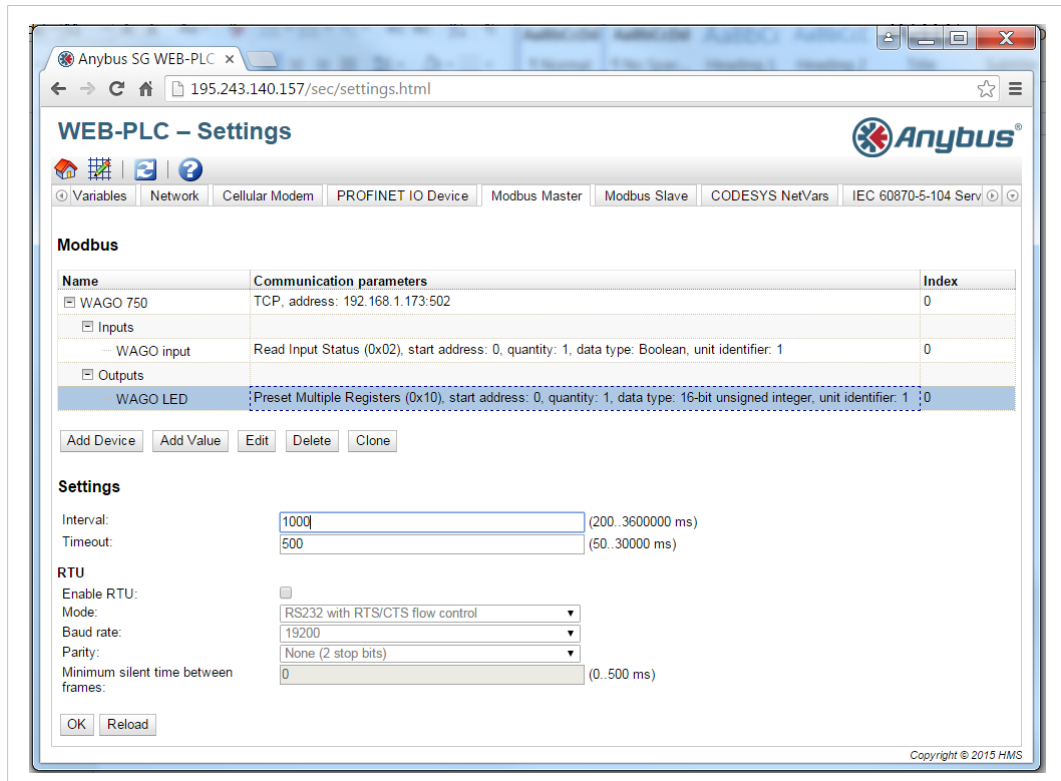 Anybus SG WEB-PLC
195.243.140.157/sec/settings.html
WEB-PLC – Settings
Anybus®
Variables Network Cellular Modem PROFINET IO Device Modbus Master Modbus Slave CODESYS NetVars IEC 60870-5-104 Serv
Modbus
Name Communication parameters Index
WAGO 750 TCP, address: 192.168.1.173:502 0
Inputs
WAGO input Read Input Status (0x02), start address: 0, quantity: 1, data type: Boolean, unit identifier: 1 0
Outputs
WAGO LED Preset Multiple Registers (0x10), start address: 0, quantity: 1, data type: 16-bit unsigned integer, unit identifier: 1 0
Add Device Add Value Edit Delete Clone
Settings
Interval: 1000 (200..3600000 ms)
Timeout: 500 (50..30000 ms)
RTU
Enable RTU:
Mode: RS232 with RTS/CTS flow control
Baud rate: 19200
Parity: None (2 stop bits)
Minimum silent time between 0 (0..500 ms)
frames:
OK Reload
Copyright © 2015 HMS